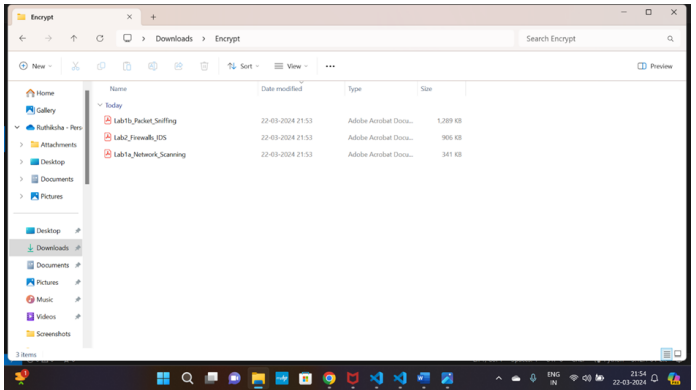 Encrypt
Downloads > Encrypt
Search Encrypt
New
Sort
View
Preview
Name Date modified Type Size
Today
Lab1b_Packet_Sniffing 22-03-2024 21:53 Adobe Acrobat Docu... 1,289 KB
Lab2_Firewalls_IDS 22-03-2024 21:53 Adobe Acrobat Docu... 906 KB
Lab1a_Network_Scanning 22-03-2024 21:53 Adobe Acrobat Docu... 341 KB
Home
Gallery
Ruthiksha - Pers
Attachments
Desktop
Documents
Pictures
Desktop
Downloads
Documents
Pictures
Music
Videos
Screenshots
3 items
ENG
IN
21:54
22-03-2024